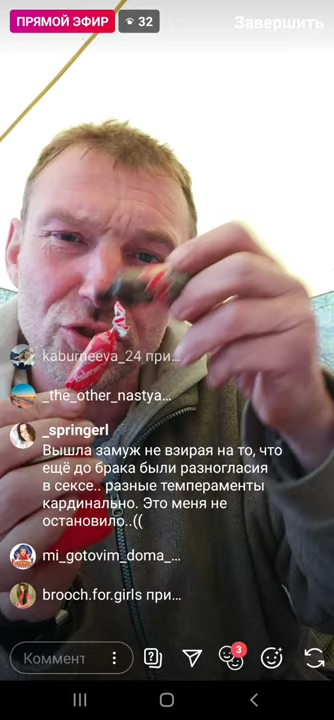 ПРЯМОЙ ЭФИР
32
Завершить
kaburneeva_24 при...
_the_other_nastya...
_springerl
Вышла замуж не взирая на то, что
ещё до брака были разногласия
в сексе.. разные темпераменты
кардинально. Это меня не
остановило..((
mi_gotovim_doma_...
brooch.for.girls при...
Коммент
3